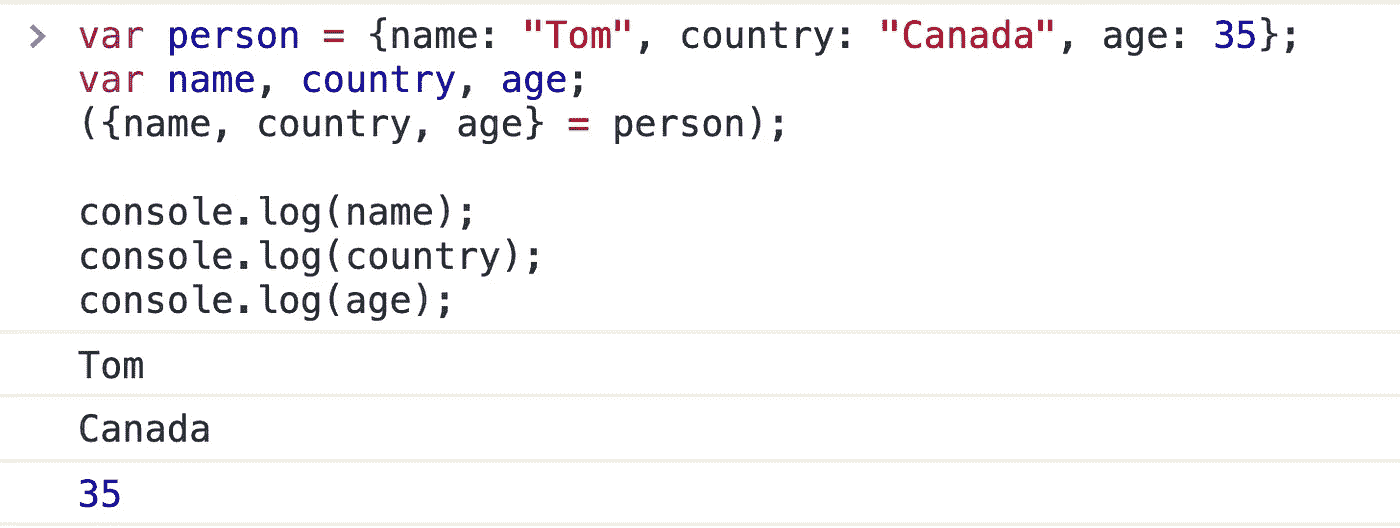 > var person = {name: "Tom", country: "Canada", age: 35};
var name, country, age;
({name, country, age} = person);
console.log(name);
console.log(country);
console.log(age);
Tom
Canada
35